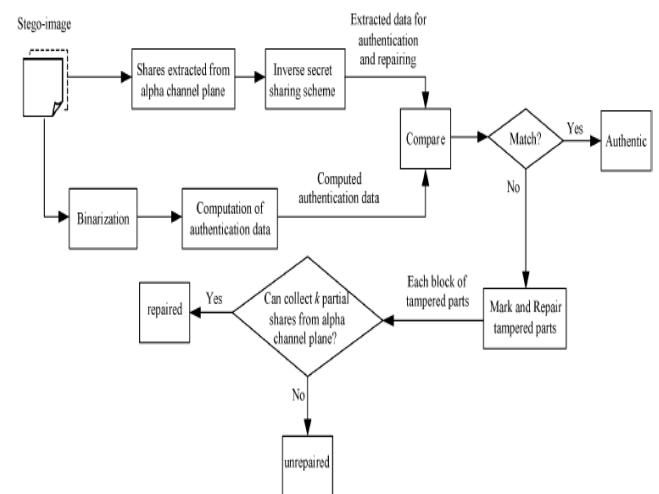 Stego-image
Shares extracted from
alpha channel plane
Inverse secret
sharing scheme
Extracted data for
authentication
and repairing
Compare
Match?
Yes
Authentic
No
Binarization
Computation of
authentication data
Computed
authentication data
Mark and Repair
tampered parts
Each block of
tampered parts
Can collect k partial
shares from alpha
channel plane?
Yes
repaired
No
unrepaired